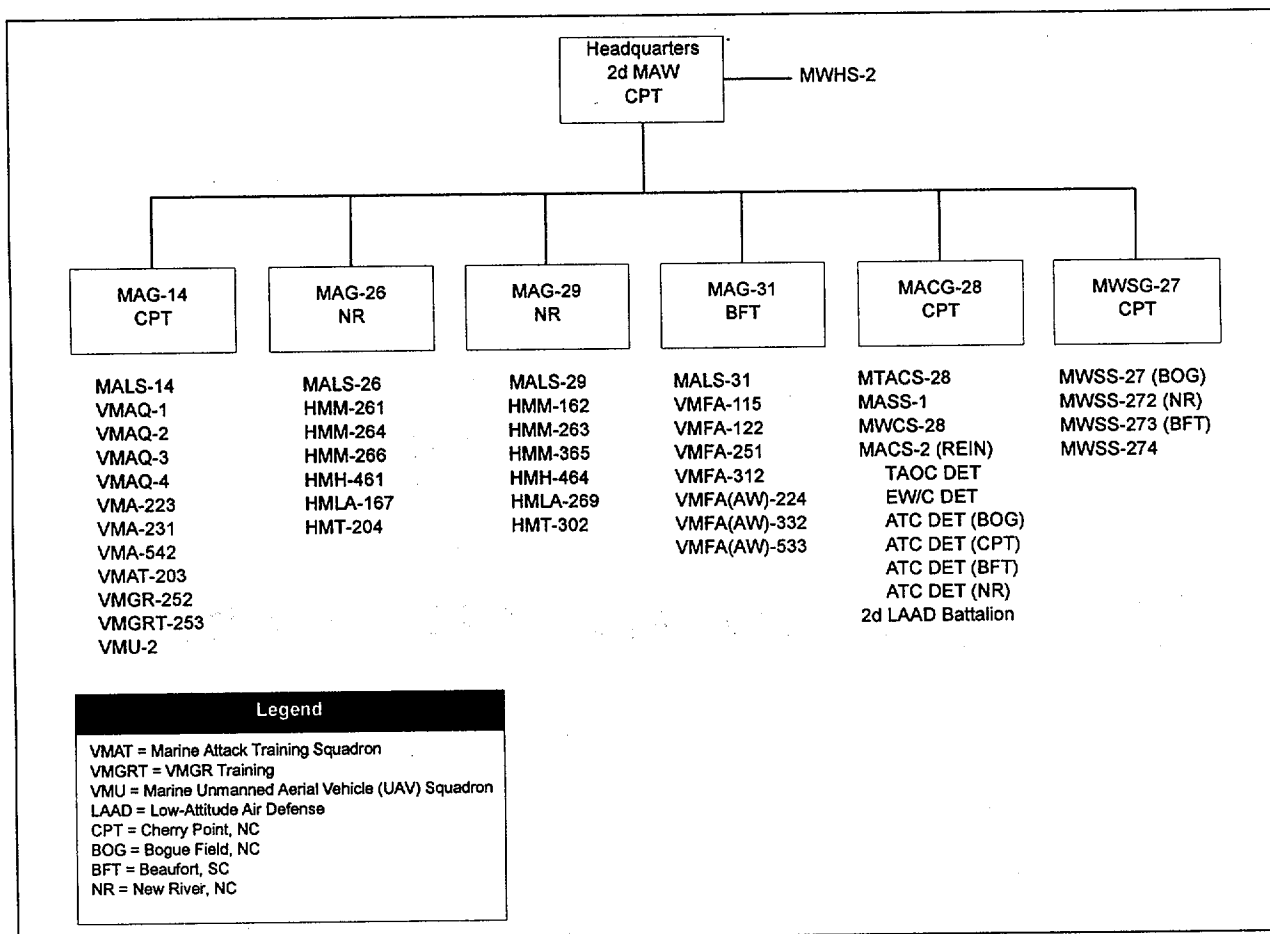 Headquarters
2d MAW
CPT
MWHS-2
MAG-14
CPT
MAG-26
NR
MAG-29
NR
MAG-31
BFT
MACG-28
CPT
MWSG-27
CPT
MALS-14
VMAQ-1
VMAQ-2
VMAQ-3
VMAQ-4
VMA-223
VMA-231
VMA-542
VMAT-203
VMGR-252
VMGRT-253
VMU-2
MALS-26
HMM-261
HMM-264
HMM-266
HMH-461
HMLA-167
HMT-204
MALS-29
HMM-162
HMM-263
HMM-365
HMH-464
HMLA-269
HMT-302
MALS-31
VMFA-115
VMFA-122
VMFA-251
VMFA-312
VMFA(AW)-224
VMFA(AW)-332
VMFA(AW)-533
MTACS-28
MASS-1
MWCS-28
MACS-2 (REIN)
TAOC DET
EW/C DET
ATC DET (BOG)
ATC DET (CPT)
ATC DET (BFT)
ATC DET (NR)
2d LAAD Battalion
MWSS-27 (BOG)
MWSS-272 (NR)
MWSS-273 (BFT)
MWSS-274
Legend
VMAT = Marine Attack Training Squadron
VMGRT = VMGR Training
VMU = Marine Unmanned Aerial Vehicle (UAV) Squadron
LAAD = Low-Attitude Air Defense
CPT = Cherry Point, NC
BOG = Bogue Field, NC
BFT = Beaufort, SC
NR = New River, NC